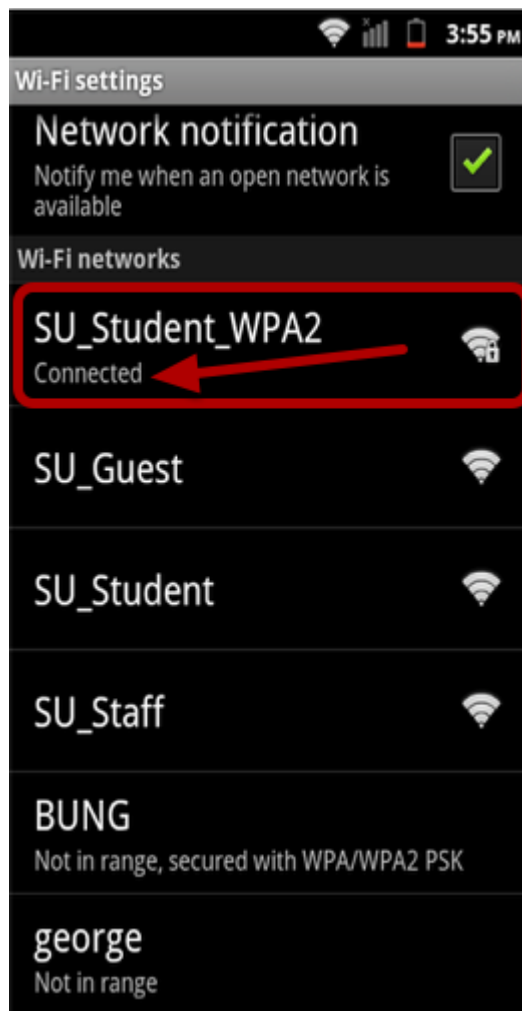 3:55 PM
Wi-Fi settings
Network notification
Notify me when an open network is
available
Wi-Fi networks
SU_Student_WPA2
Connected
SU_Guest
SU_Student
SU_Staff
BUNG
Not in range, secured with WPA/WPA2 PSK
george
Not in range